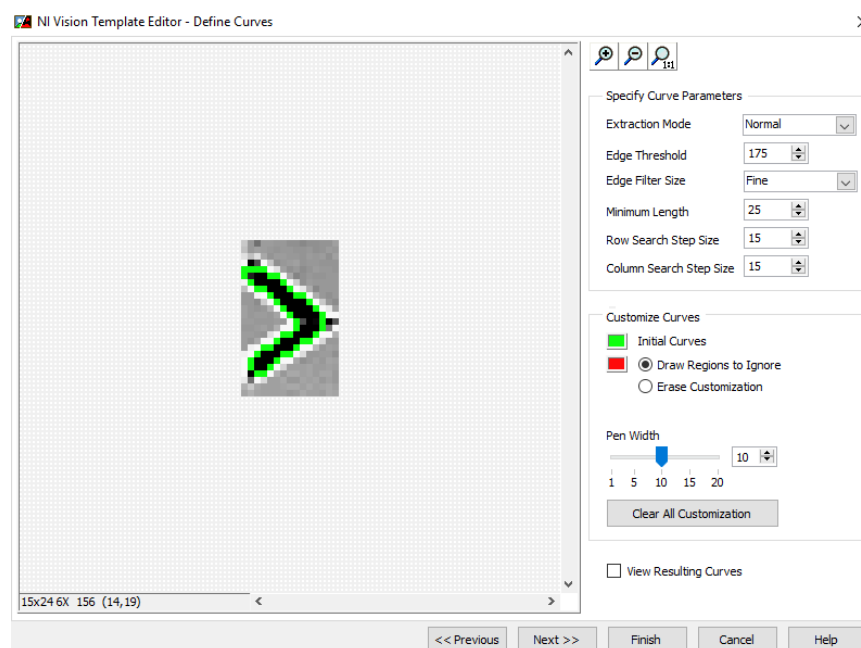 NI Vision Template Editor - Define Curves
1:1
Specify Curve Parameters
Extraction Mode Normal
Edge Threshold 175
Edge Filter Size Fine
Minimum Length 25
Row Search Step Size 15
Column Search Step Size 15
Customize Curves
Initial Curves
Draw Regions to Ignore
Erase Customization
Pen Width
10
1 5 10 15 20
Clear All Customization
View Resulting Curves
15x24 6X 156 (14,19)
<< Previous Next >> Finish Cancel Help